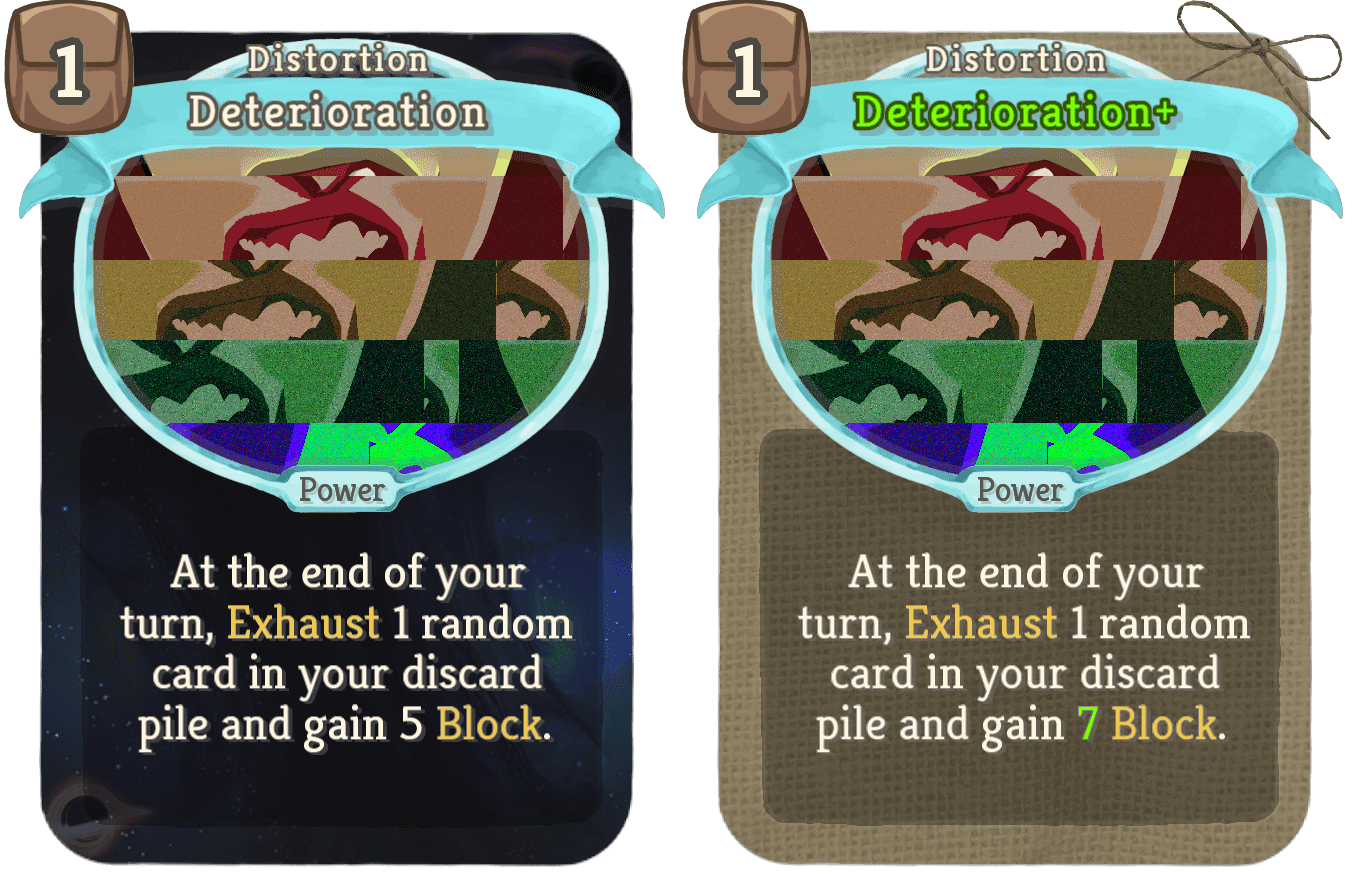 1
Distortion
Deterioration
Power
At the end of your
turn, Exhaust 1 random
card in your discard
pile and gain 5 Block.
1
Distortion
Deterioration+
Power
At the end of your
turn, Exhaust 1 random
card in your discard
pile and gain 7 Block.